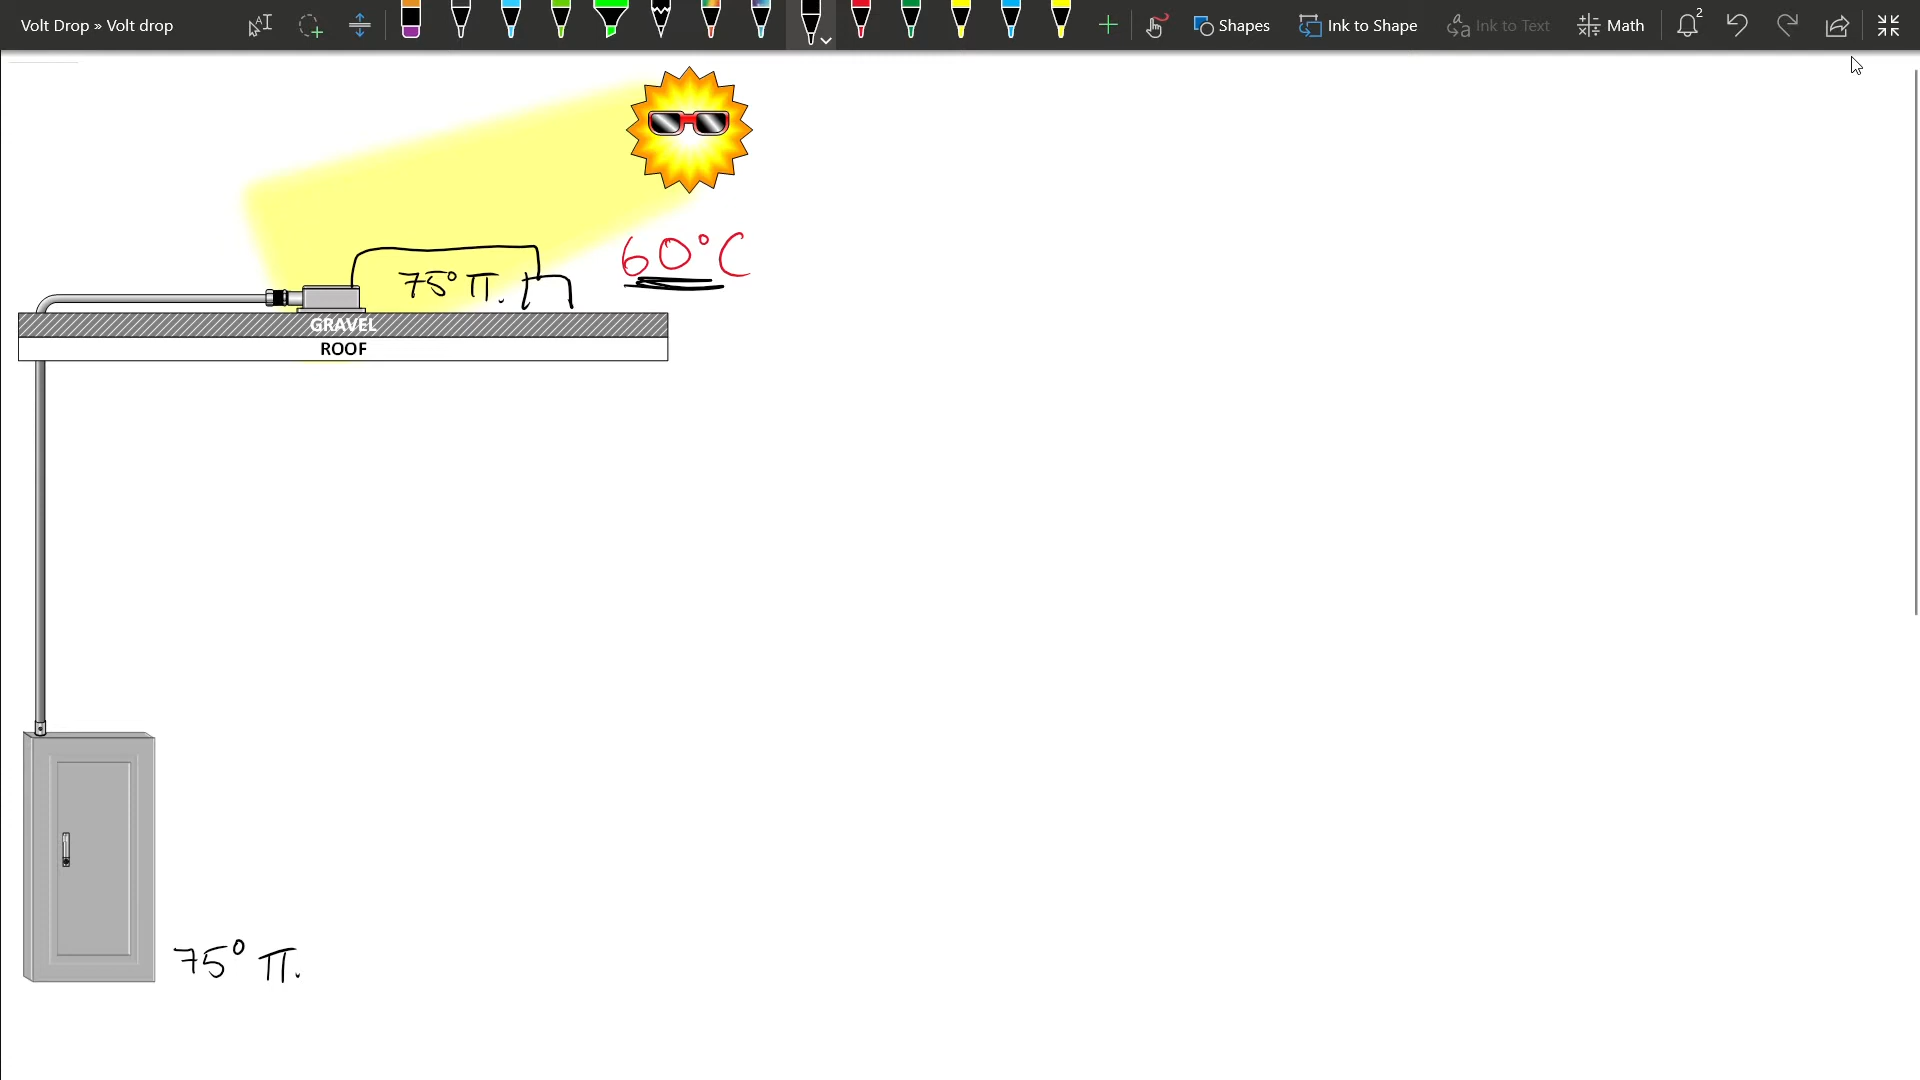 Volt Drop » Volt drop
Shapes
Ink to Shape
Ink to Text
Math
2
60°C
75° TT.
GRAVEL
ROOF
75° TT.